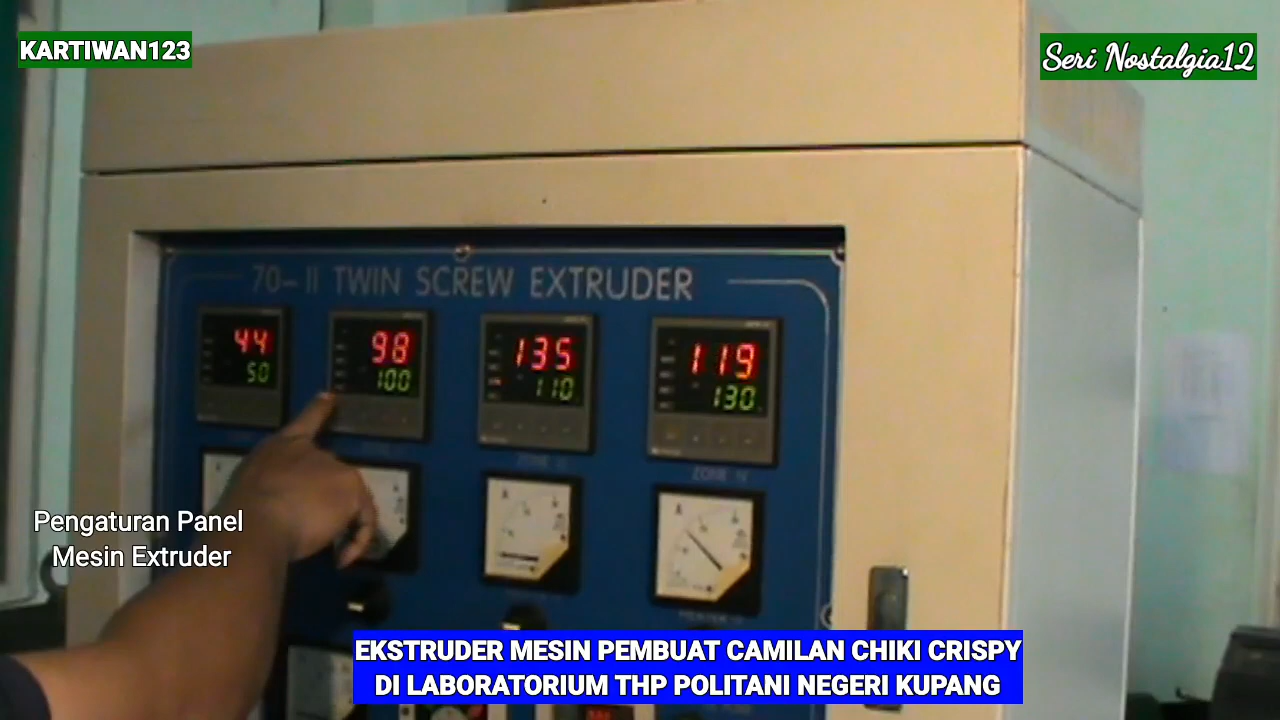 KARTIWAN123
Seri Nostalgia12
70-II TWIN SCREW EXTRUDER
44
50
98
100
135
110
119
130
Pengaturan Panel
Mesin Extruder
EKSTRUDER MESIN PEMBUAT CAMILAN CHIKI CRISPY
DI LABORATORIUM THP POLITANI NEGERI KUPANG